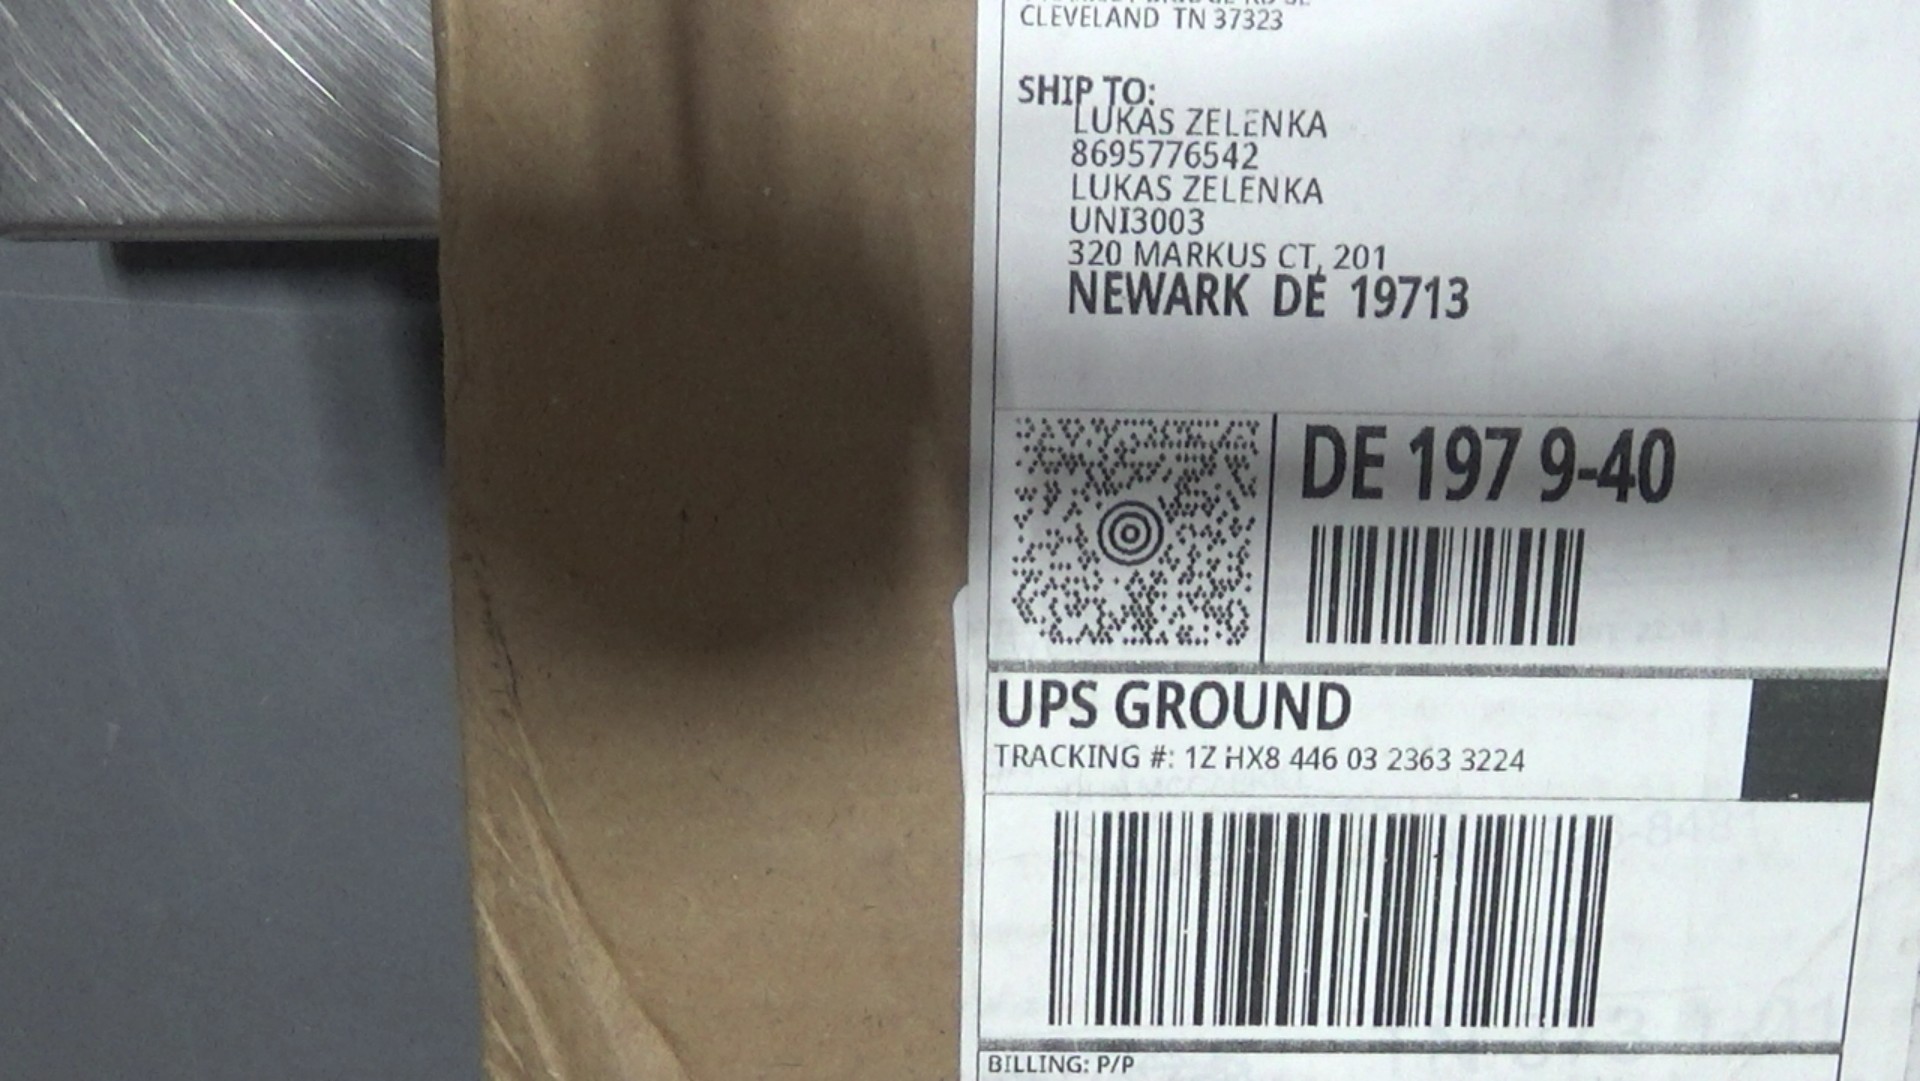 CLEVELAND TN 37323
SHIP TO:
LUKAS ZELENKA
8695776542
LUKAS ZELENKA
UNI3003
320 MARKUS CT, 201
NEWARK DE 19713
DE 197 9-40
UPS GROUND
TRACKING #: 1Z HX8 446 03 2363 3224
BILLING: P/P